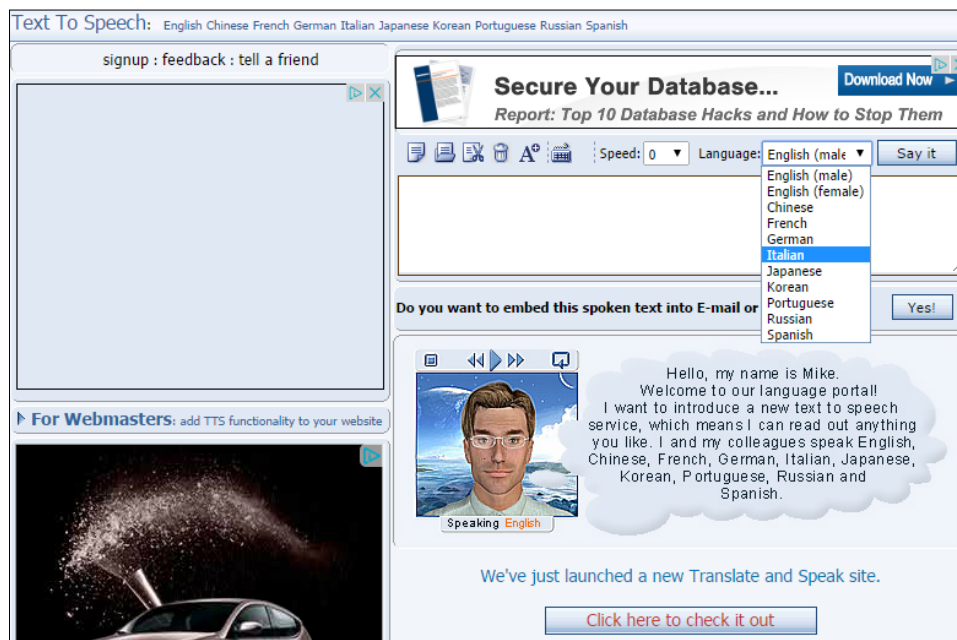 Text To Speech: English Chinese French German Italian Japanese Korean Portuguese Russian Spanish
signup : feedback : tell a friend
Secure Your Database...
Download Now
Report: Top 10 Database Hacks and How to Stop Them
Speed: 0 Language: English (male Say it
English (male)
English (female)
Chinese
French
German
Italian
Japanese
Korean
Portuguese
Russian
Spanish
Do you want to embed this spoken text into E-mail or Yes!
Hello, my name is Mike.
Welcome to our language portal!
I want to introduce a new text to speech
service, which means I can read out anything
you like. I and my colleagues speak English,
Chinese, French, German, Italian, Japanese,
Korean, Portuguese, Russian and
Spanish.
Speaking English
For Webmasters: add TTS functionality to your website
We've just launched a new Translate and Speak site.
Click here to check it out